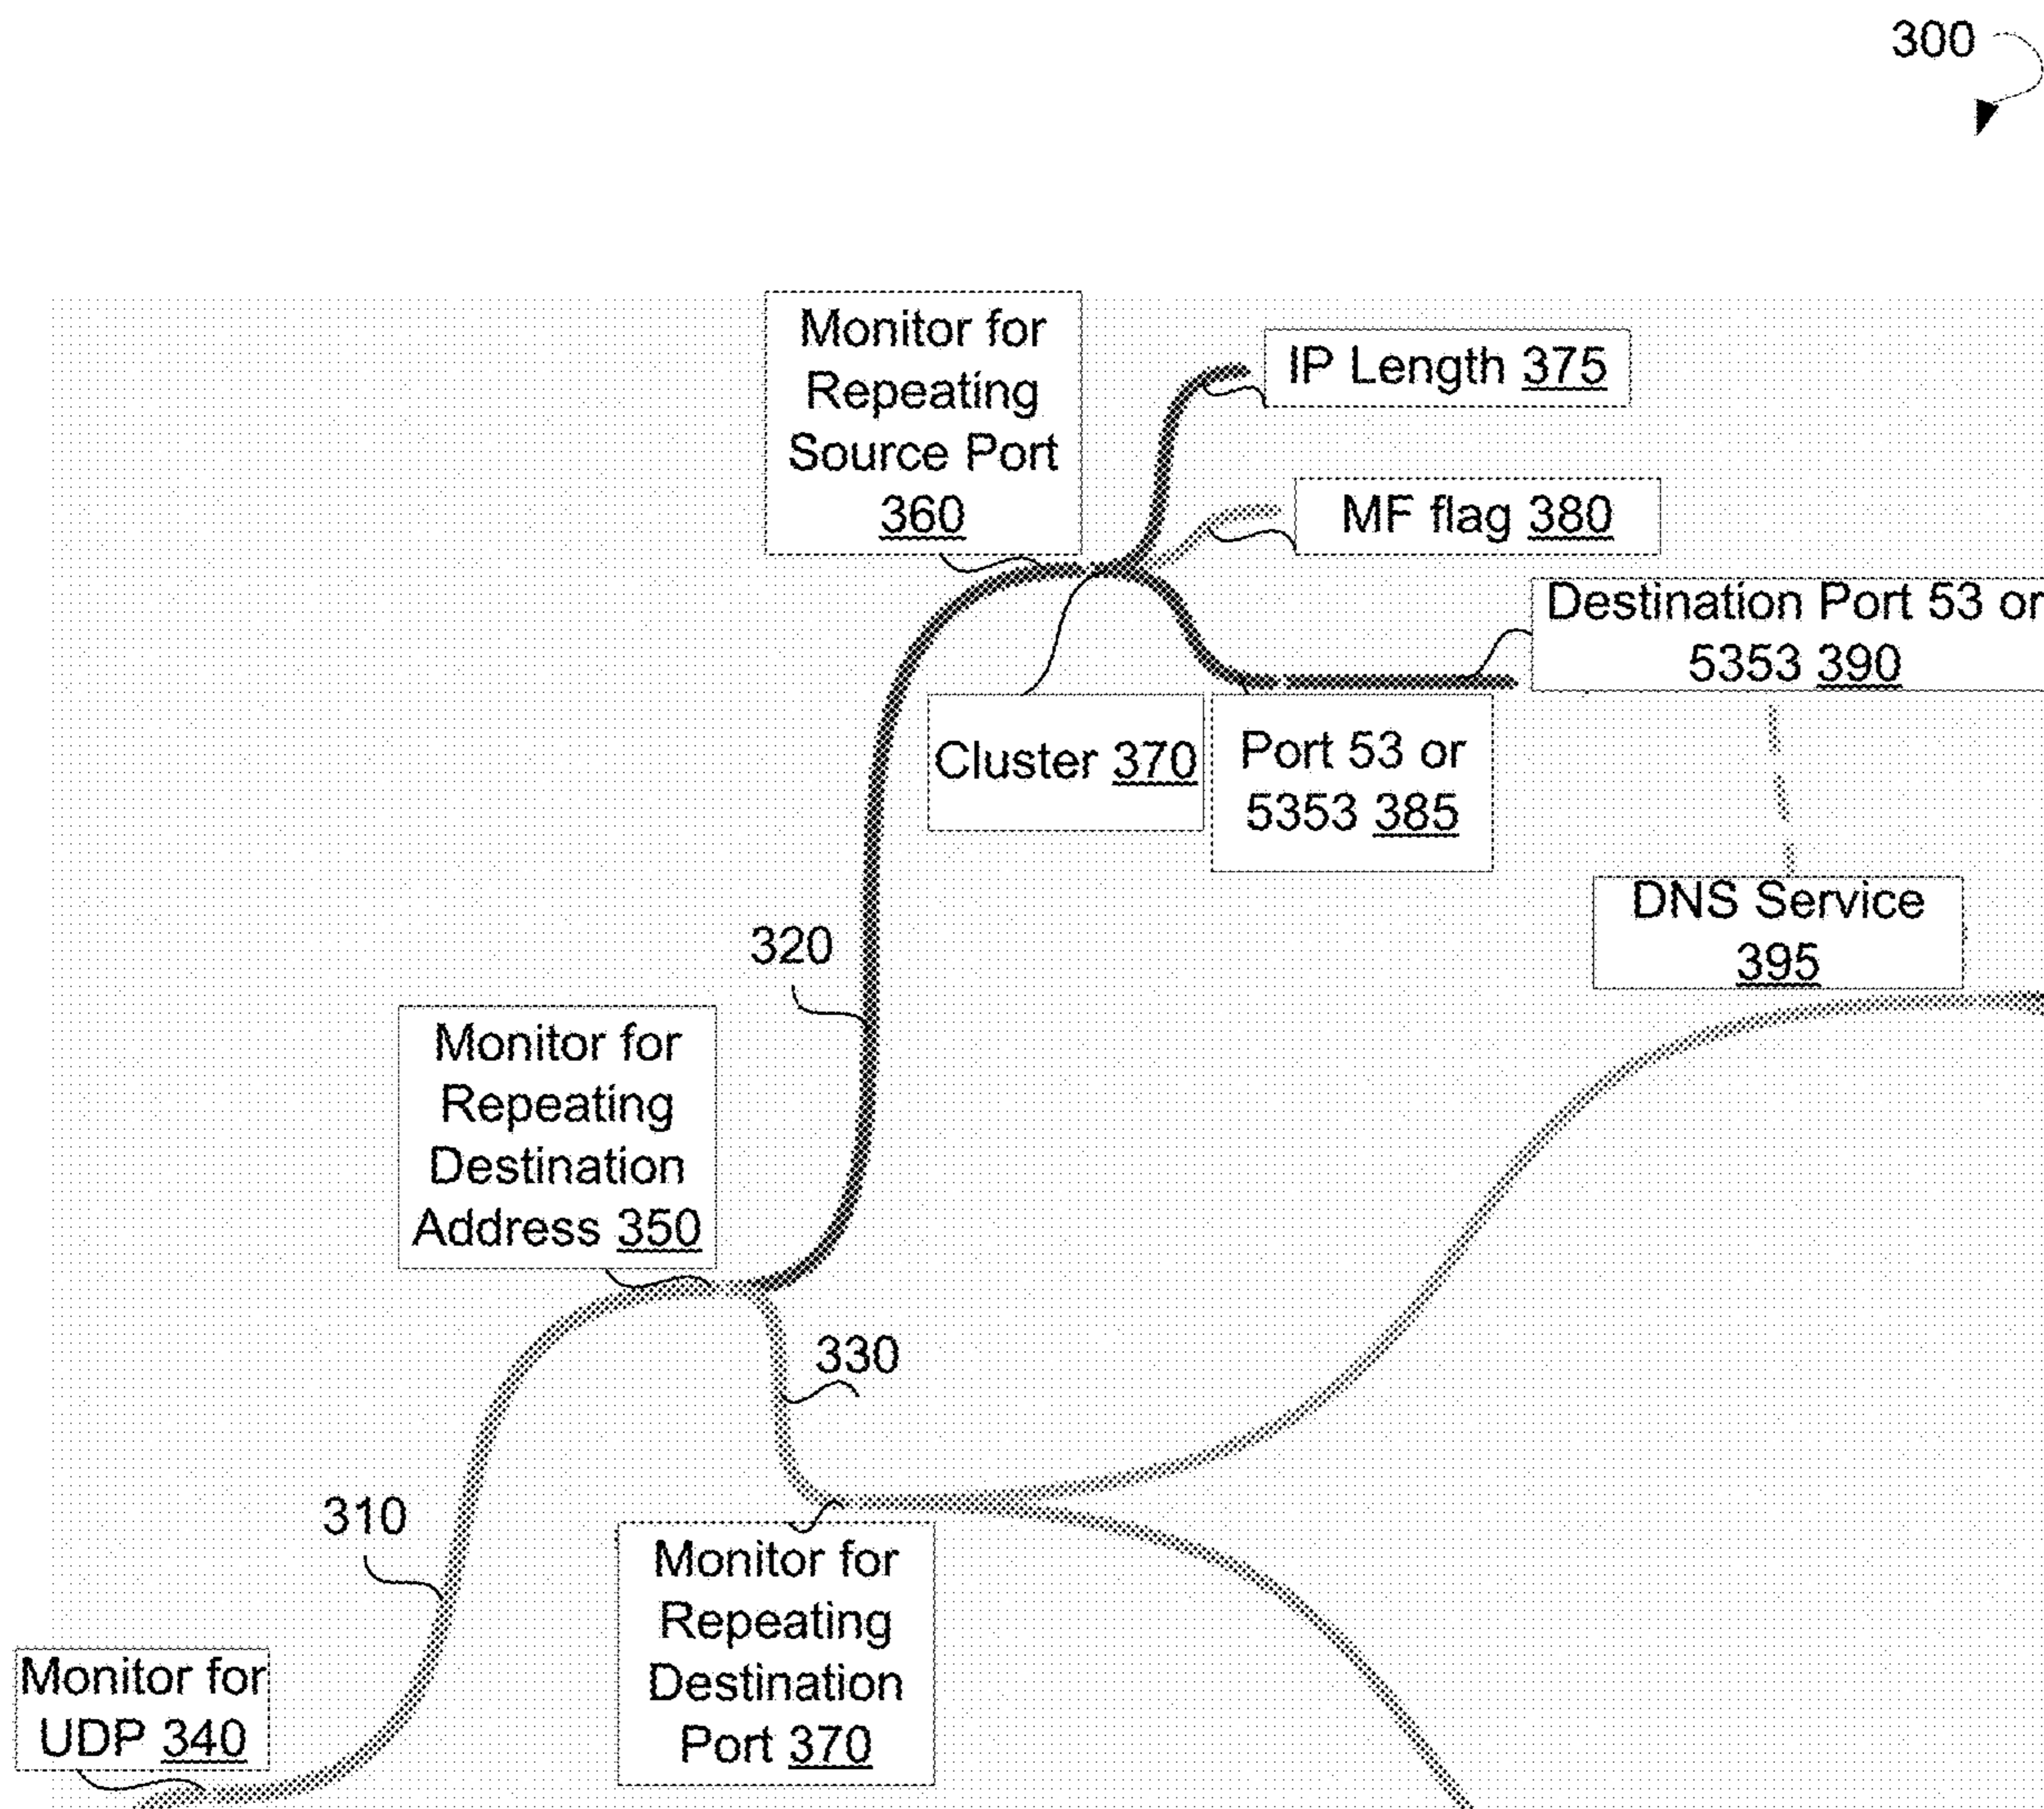 300
Monitor for
Repeating
Source Port
360
IP Length 375
MF flag 380
Destination Port 53 or
5353 390
Cluster 370
Port 53 or
5353 385
DNS Service
395
320
Monitor for
Repeating
Destination
Address 350
330
310
Monitor for
Repeating
Destination
Port 370
Monitor for
UDP 340